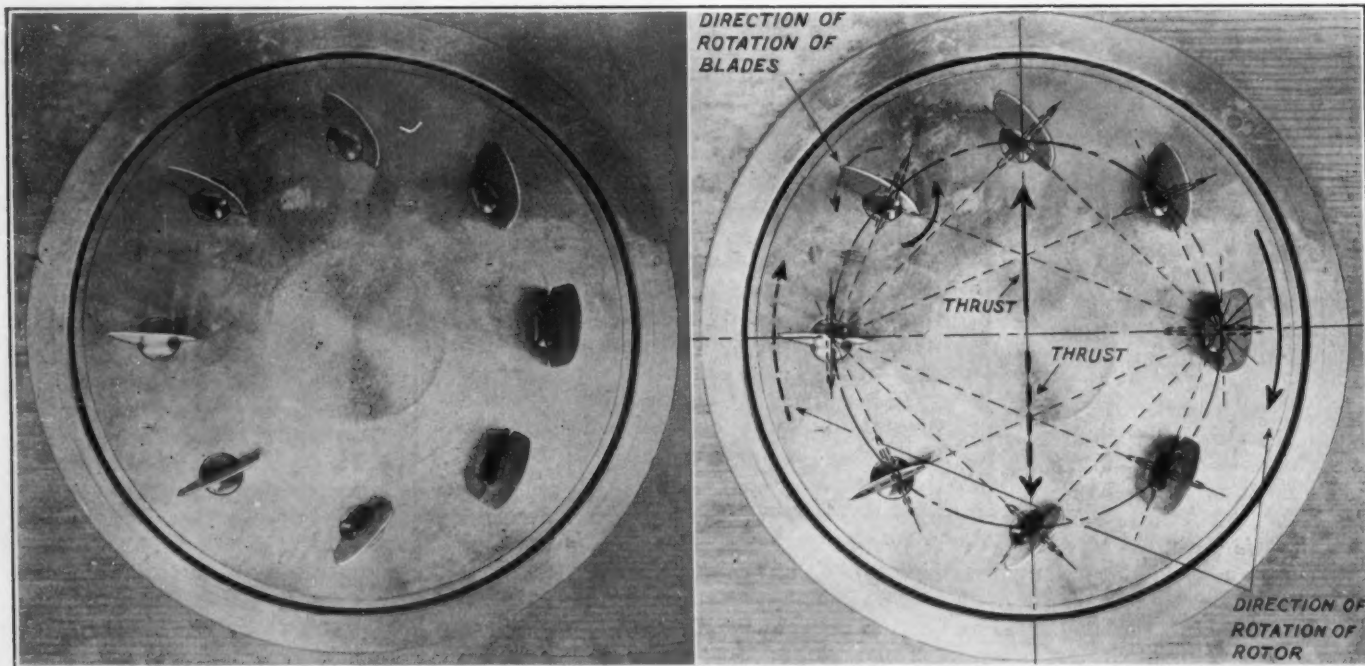 DIRECTION OF
ROTATION OF
BLADES
THRUST
THRUST
DIRECTION OF
ROTATION OF
ROTOR